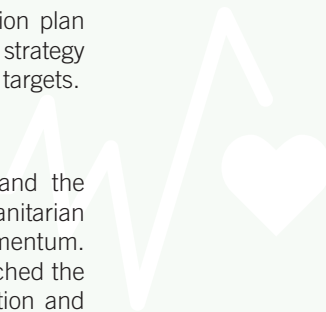 ion plan
strategy
targets.
and the
anitarian
mentum.
ched the
tion and